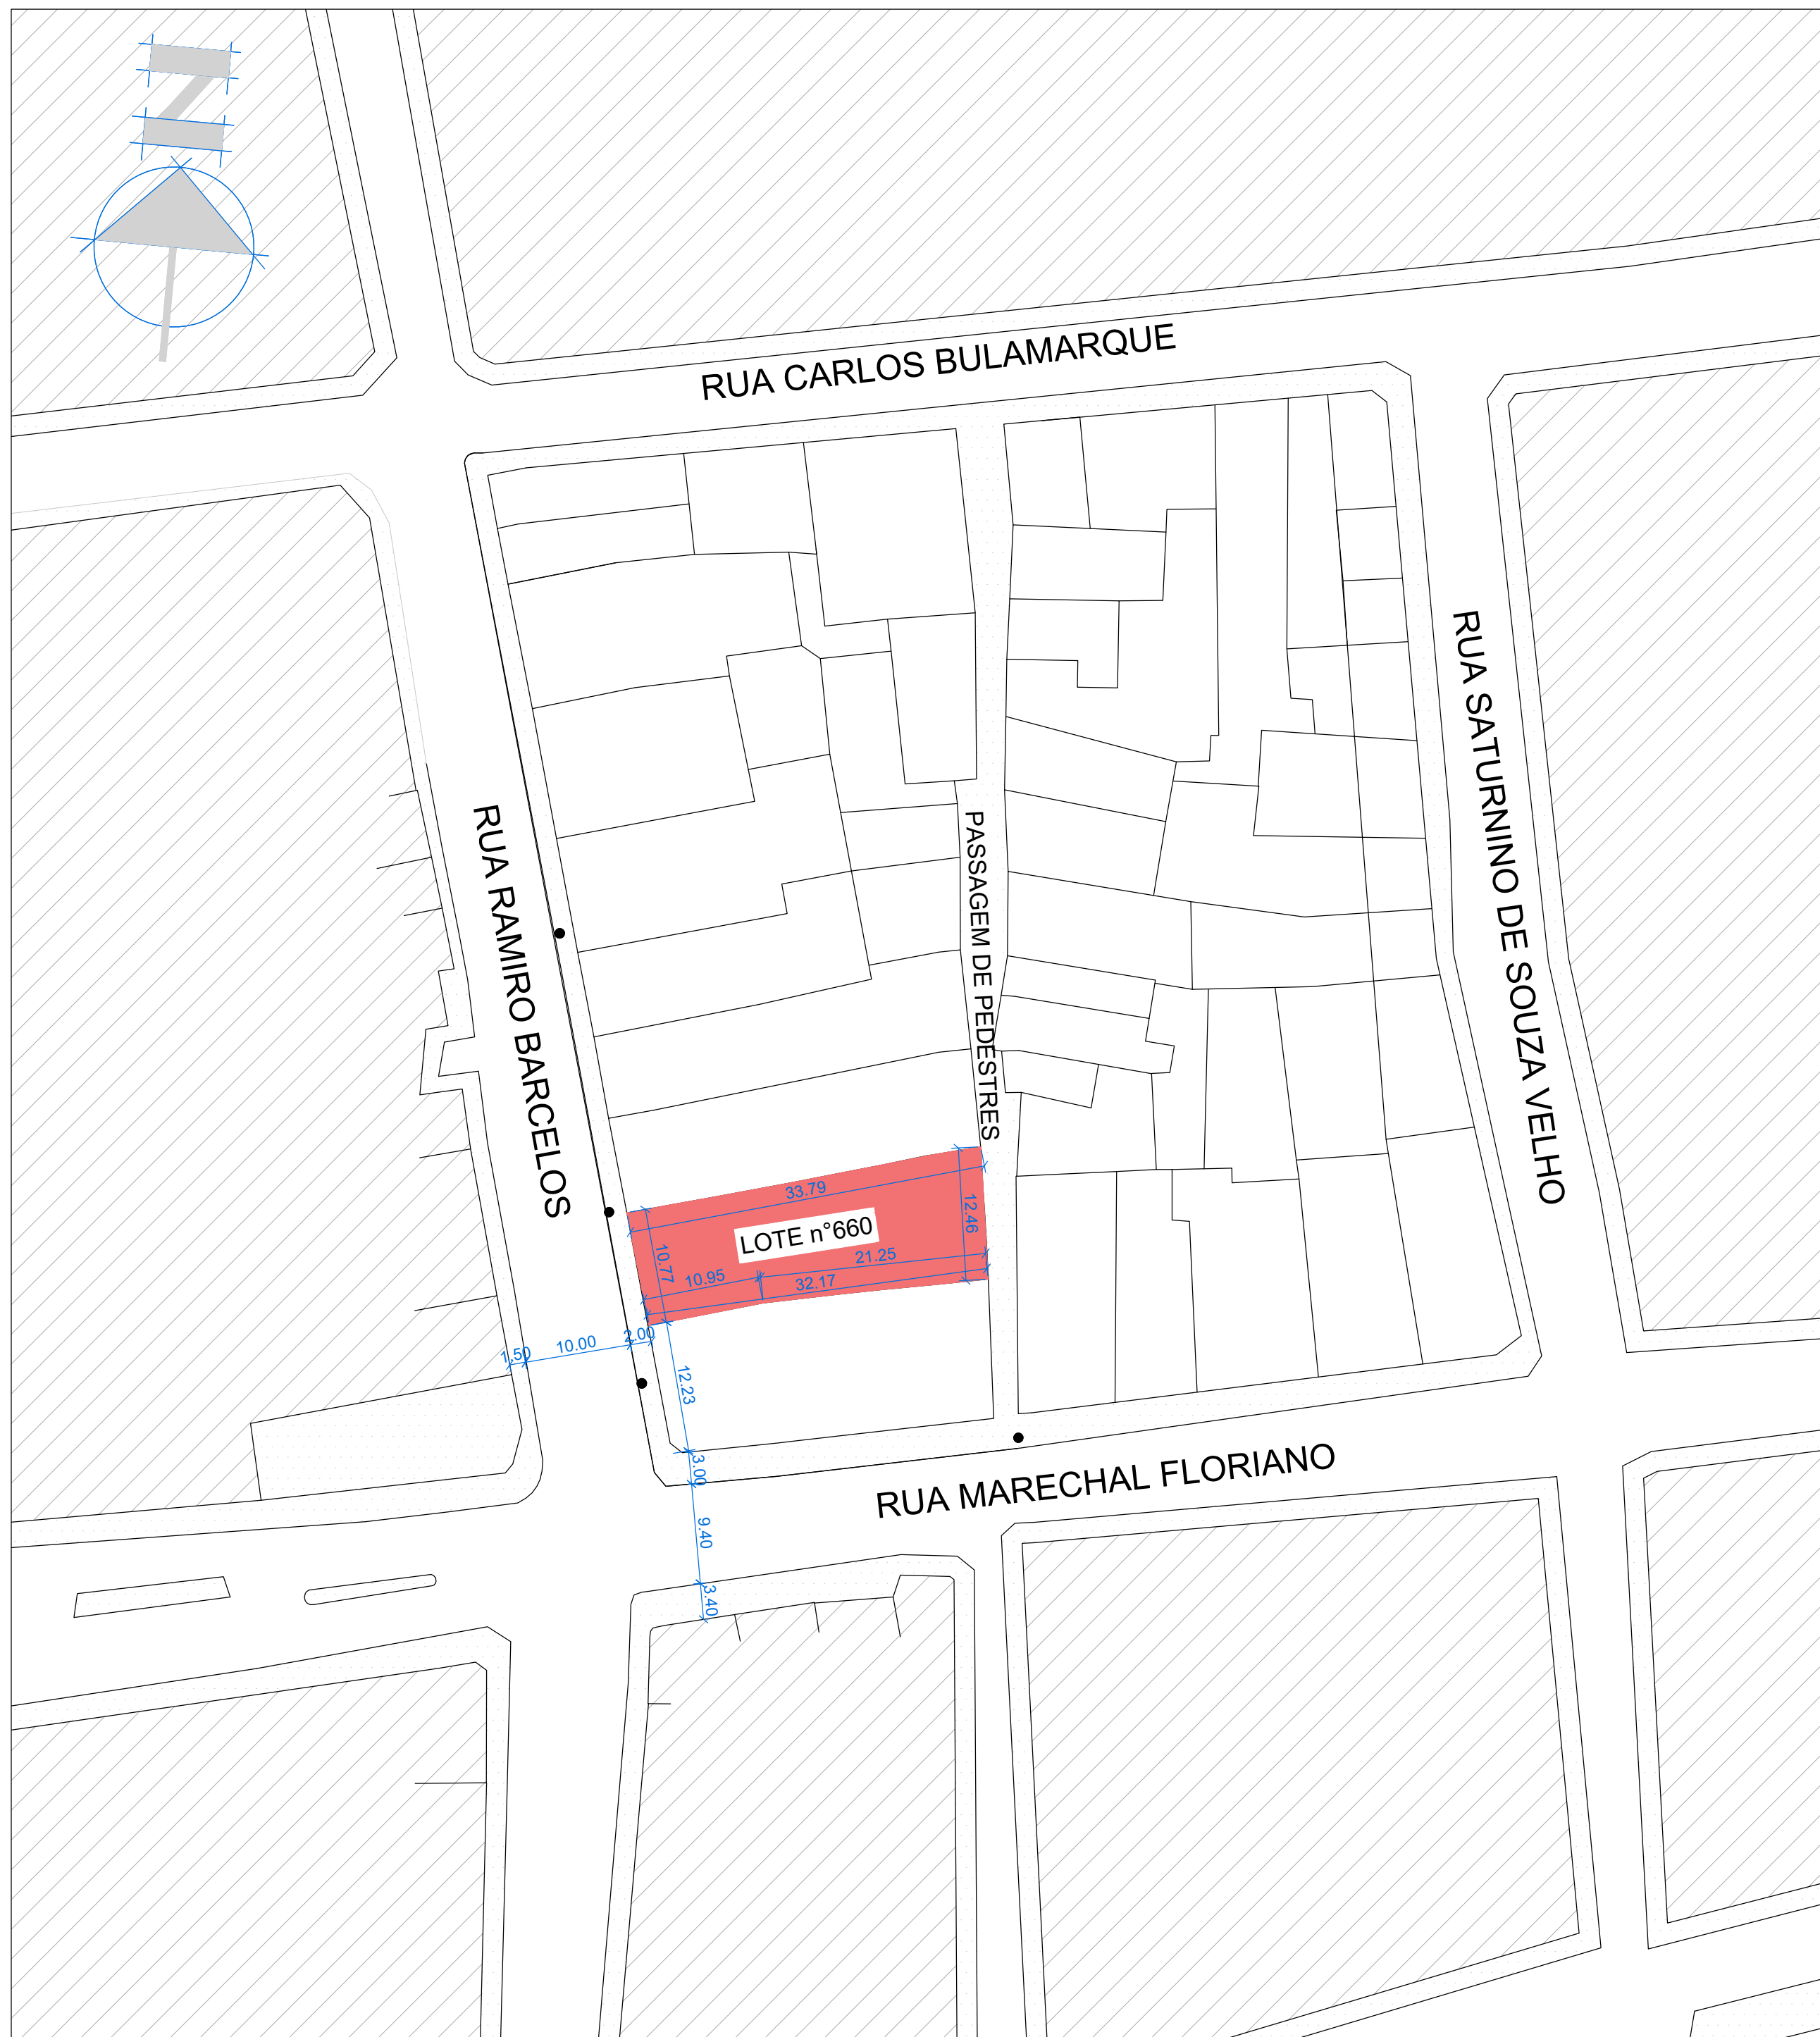 N
RUA CARLOS BULAMARQUE
RUA SATURNINO DE SOUZA VELHO
RUA RAMIRO BARCELOS
PASSAGEM DE PEDESTRES
33.79
12.46
LOTE n°660
10.77
21.25
10.95
32.17
2.00
10.00
1.50
12.23
3.00
RUA MARECHAL FLORIANO
9.40
3.40